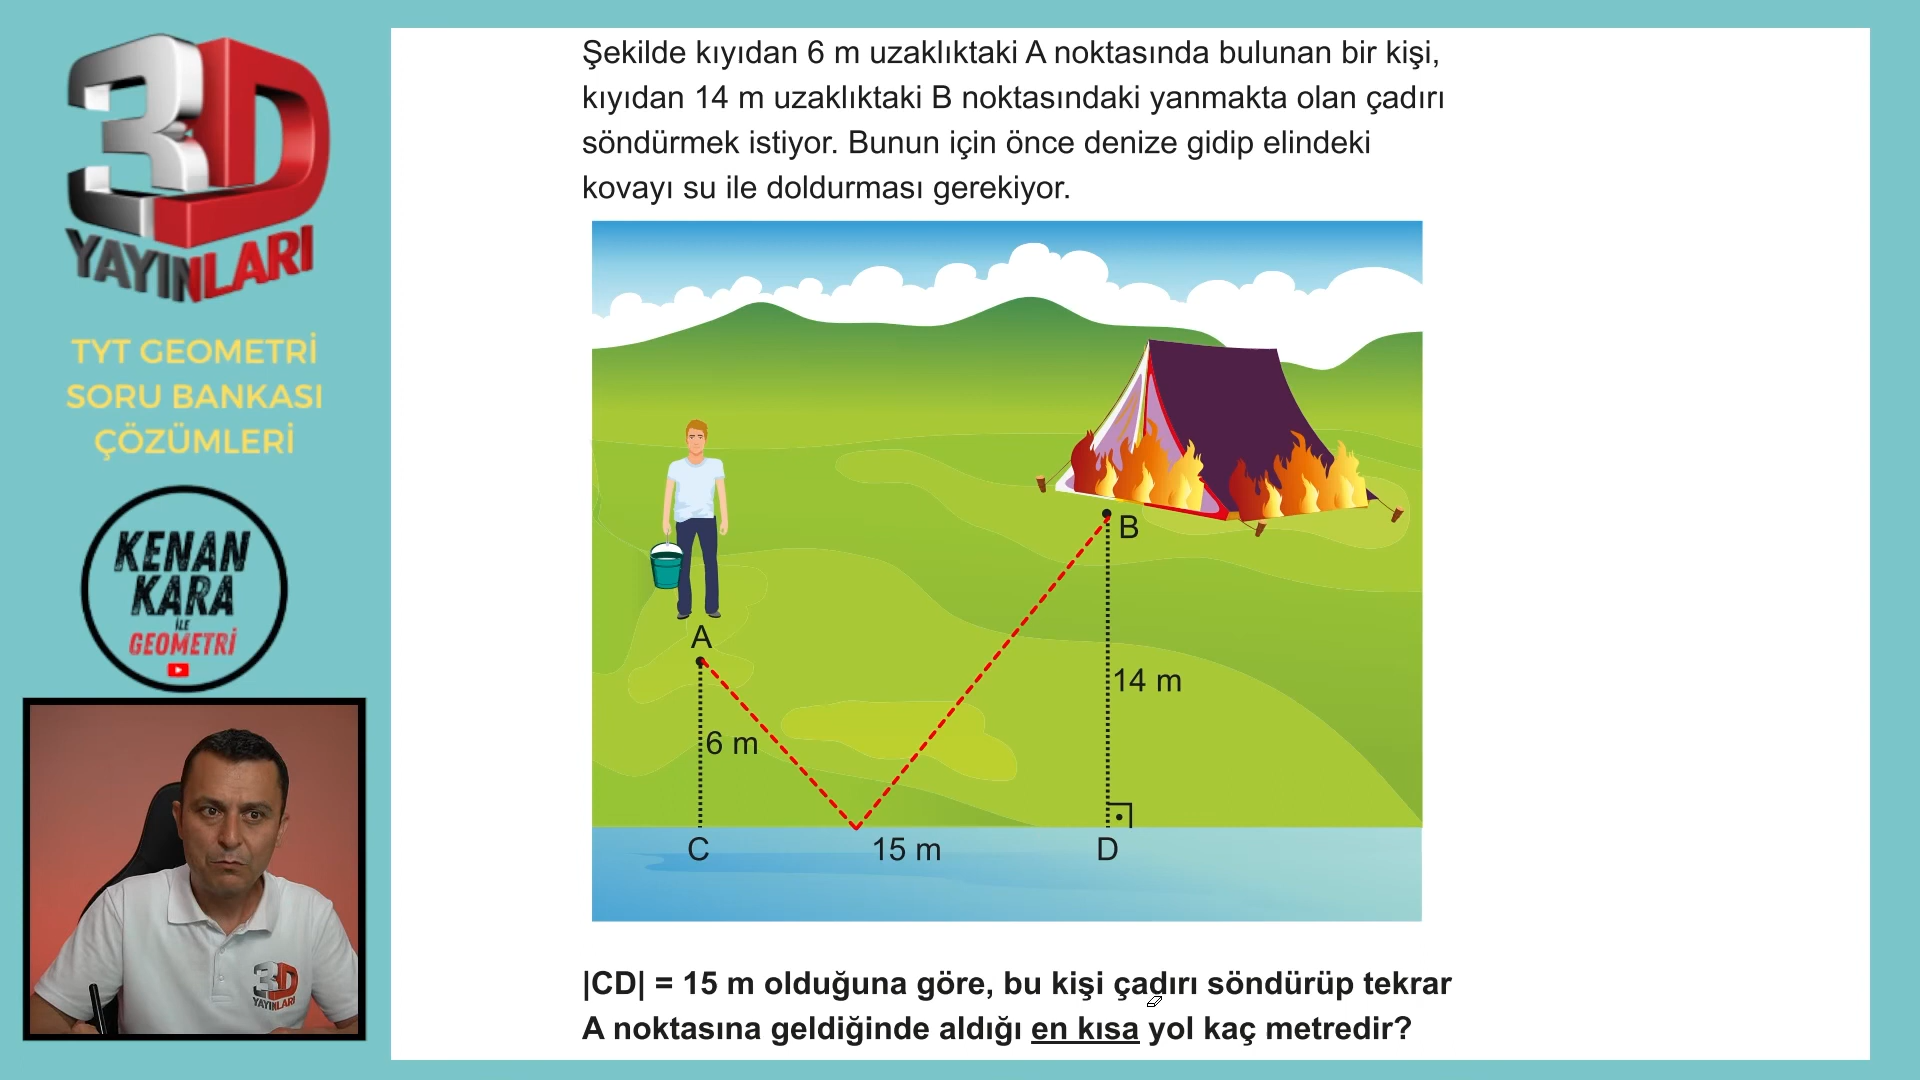 Şekilde kıyıdan 6 m uzaklıktaki A noktasında bulunan bir kişi,
kıyıdan 14 m uzaklıktaki B noktasındaki yanmakta olan çadırı
söndürmek istiyor. Bunun için önce denize gidip elindeki
kovayı su ile doldurması gerekiyor.
3D
YAYINLARI
TYT GEOMETRİ
SORU BANKASI
ÇÖZÜMLERİ
KENAN
KARA
İLE
GEOMETRİ
3D
YAYINLARI
A
B
14 m
6 m
C
15 m
D
|CD| = 15 m olduğuna göre, bu kişi çadırı söndürüp tekrar
A noktasına geldiğinde aldığı en kısa yol kaç metredir?